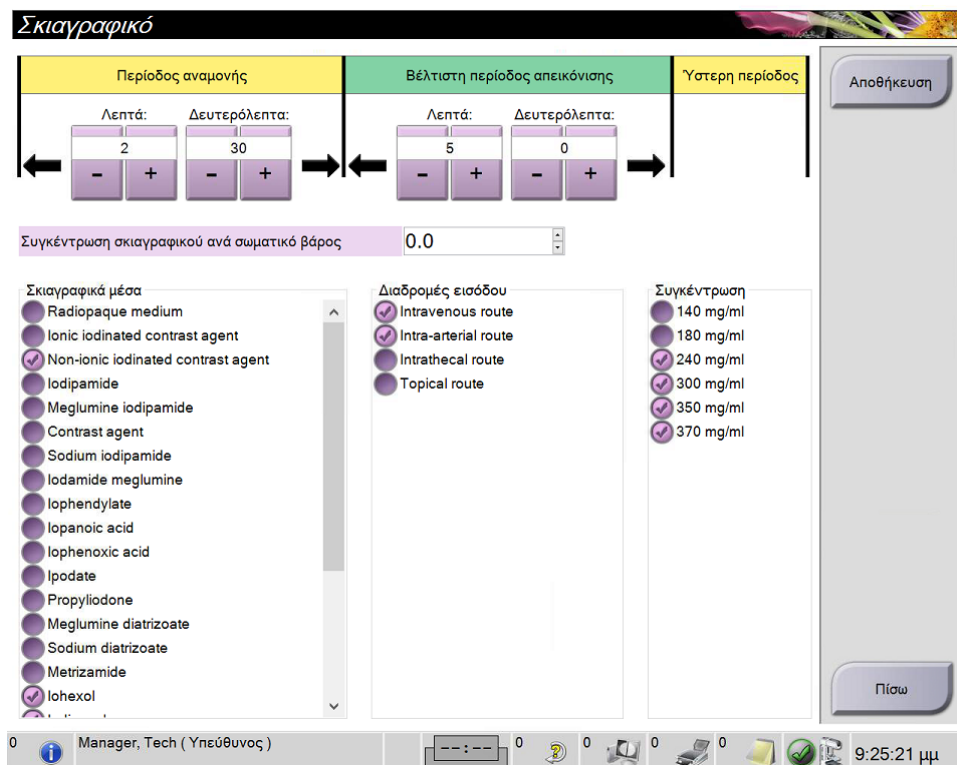 Σκιαγραφικό
Περίοδος αναμονής
Βέλτιστη περίοδος απεικόνισης
Ύστερη περίοδος
Αποθήκευση
Λεπτά:
Δευτερόλεπτα:
Λεπτά:
Δευτερόλεπτα:
2
30
5
0
- + - + - + - +
Συγκέντρωση σκιαγραφικού ανά σωματικό βάρος
0.0
Σκιαγραφικά μέσα
Radiopaque medium
Ionic iodinated contrast agent
Non-ionic iodinated contrast agent
Iodipamide
Meglumine iodipamide
Contrast agent
Sodium iodipamide
Iodamide meglumine
Iophendylate
Iopanoic acid
Iophenoxic acid
Ipodate
Propyliodone
Meglumine diatrizoate
Sodium diatrizoate
Metrizamide
Iohexol
Διαδρομές εισόδου
Intravenous route
Intra-arterial route
Intrathecal route
Topical route
Συγκέντρωση
140 mg/ml
180 mg/ml
240 mg/ml
300 mg/ml
350 mg/ml
370 mg/ml
Πίσω
0
Manager, Tech ( Υπεύθυνος )
--:--
0
0
0
0
9:25:21 μμ